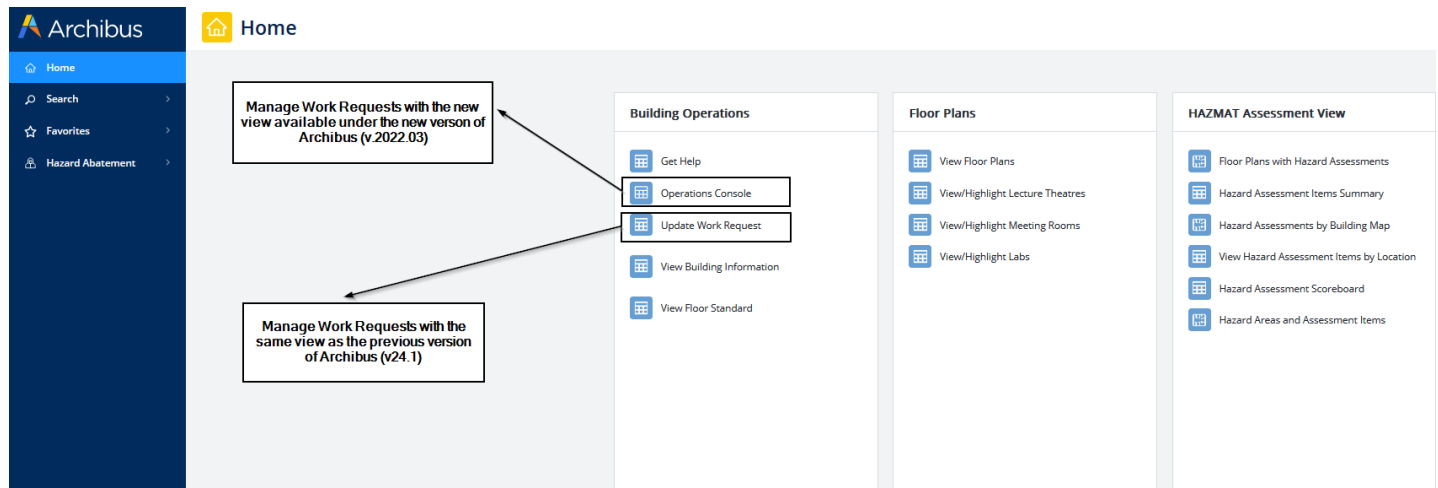 Archibus
Home
Home
Search
Favorites
Hazard Abatement
Manage Work Requests with the new
view available under the new verson of
Archibus (v.2022.03)
Manage Work Requests with the
same view as the previous version
of Archibus (v24.1)
Building Operations
Get Help
Operations Console
Update Work Request
View Building Information
View Floor Standard
Floor Plans
View Floor Plans
View/Highlight Lecture Theatres
View/Highlight Meeting Rooms
View/Highlight Labs
HAZMAT Assessment View
Floor Plans with Hazard Assessments
Hazard Assessment Items Summary
Hazard Assessments by Building Map
View Hazard Assessment Items by Location
Hazard Assessment Scoreboard
Hazard Areas and Assessment Items